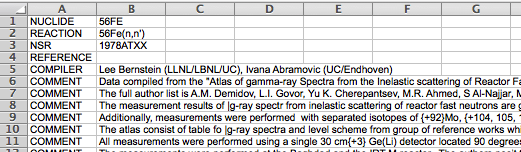 A B C D E F G
1 NUCLIDE 56FE
2 REACTION 56Fe(n,n')
3 NSR 1978ATXX
4 REFERENCE
5 COMPILER Lee Bernstein (LLNL/LBNL/UC), Ivana Abramovic (UC/Endhoven)
6 COMMENT Data compiled from the "Atlas of gamma-ray Spectra from the Inelastic scattering of Reactor Fa
7 COMMENT The full author list is A.M. Demidov, L.I. Govor, Yu K. Cherepantsev, M.R. Ahmed, S Al-Najjar, M
8 COMMENT The measurement results of |g-ray spectr from inelastic scattering of reactor fast neutrons are g
9 COMMENT Additionally, measurements were performed with separated isotopes of {+92}Mo, {+104, 105, 1
10 COMMENT The atlas consist of table fo |g-ray spectra and level scheme from group of reference works whi
11 COMMENT All measurements were performed using a single 30 cm{+3} Ge(Li) detector located 90 degree